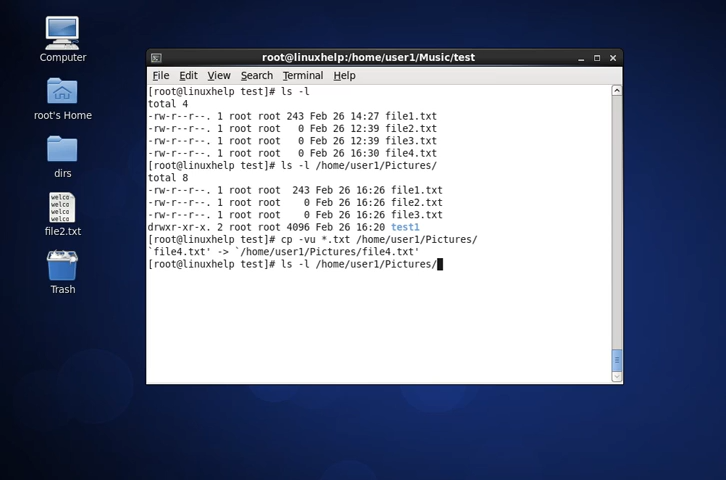 Computer
root's Home
dirs
welco
welco
welco
welco
file2.txt
Trash
root@linuxhelp:/home/user1/Music/test
File Edit View Search Terminal Help
[root@linuxhelp test]# ls -l
total 4
-rw-r--r--. 1 root root 243 Feb 26 14:27 file1.txt
-rw-r--r--. 1 root root   0 Feb 26 12:39 file2.txt
-rw-r--r--. 1 root root   0 Feb 26 12:39 file3.txt
-rw-r--r--. 1 root root   0 Feb 26 16:30 file4.txt
[root@linuxhelp test]# ls -l /home/user1/Pictures/
total 8
-rw-r--r--. 1 root root  243 Feb 26 16:26 file1.txt
-rw-r--r--. 1 root root    0 Feb 26 16:26 file2.txt
-rw-r--r--. 1 root root    0 Feb 26 16:26 file3.txt
drwxr-xr-x. 2 root root 4096 Feb 26 16:20 test1
[root@linuxhelp test]# cp -vu *.txt /home/user1/Pictures/
`file4.txt' -> `/home/user1/Pictures/file4.txt'
[root@linuxhelp test]# ls -l /home/user1/Pictures/